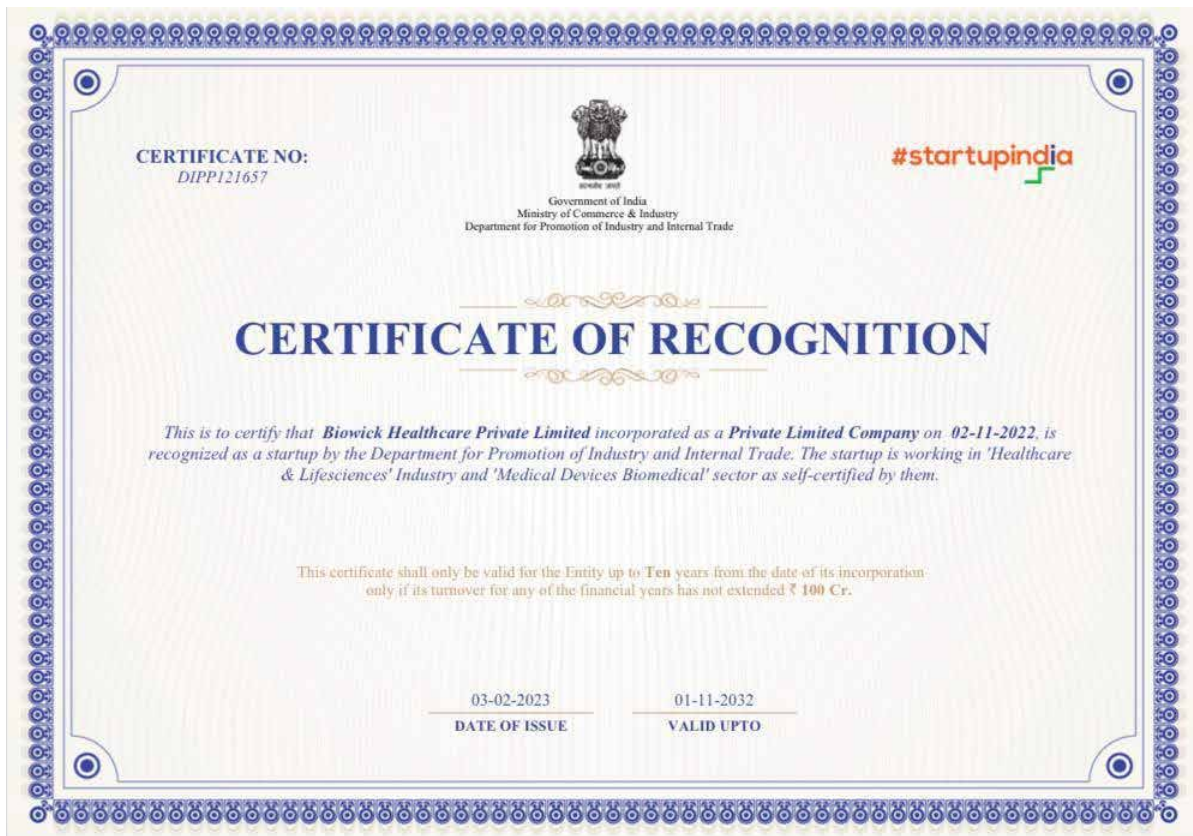 CERTIFICATE NO:
DIPP121657
सत्यमेव जयते
Government of India
Ministry of Commerce & Industry
Department for Promotion of Industry and Internal Trade
#startupindia
CERTIFICATE OF RECOGNITION
This is to certify that Biowick Healthcare Private Limited incorporated as a Private Limited Company on 02-11-2022, is
recognized as a startup by the Department for Promotion of Industry and Internal Trade. The startup is working in 'Healthcare
& Lifesciences' Industry and 'Medical Devices Biomedical' sector as self-certified by them.
This certificate shall only be valid for the Entity up to Ten years from the date of its incorporation
only if its turnover for any of the financial years has not extended ₹ 100 Cr.
03-02-2023
DATE OF ISSUE
01-11-2032
VALID UPTO